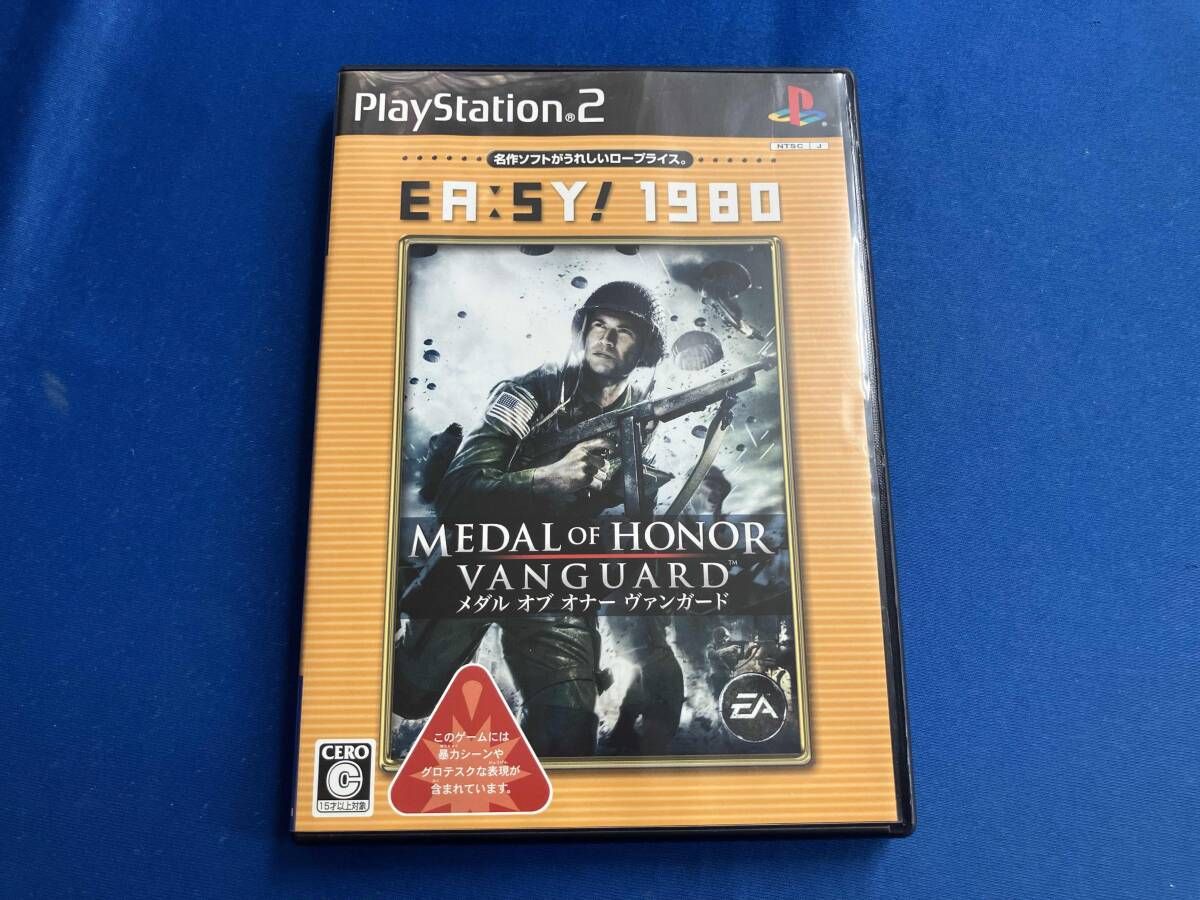 PlayStation®2
NTSC J
名作ソフトがうれしいロープライス。
EA:SY! 1980
MEDAL OF HONOR
VANGUARD™
メダル オブ オナー ヴァンガード
EA
このゲームには
暴力シーンや
グロテスクな表現が
含まれています。
CERO
C
15才以上対象